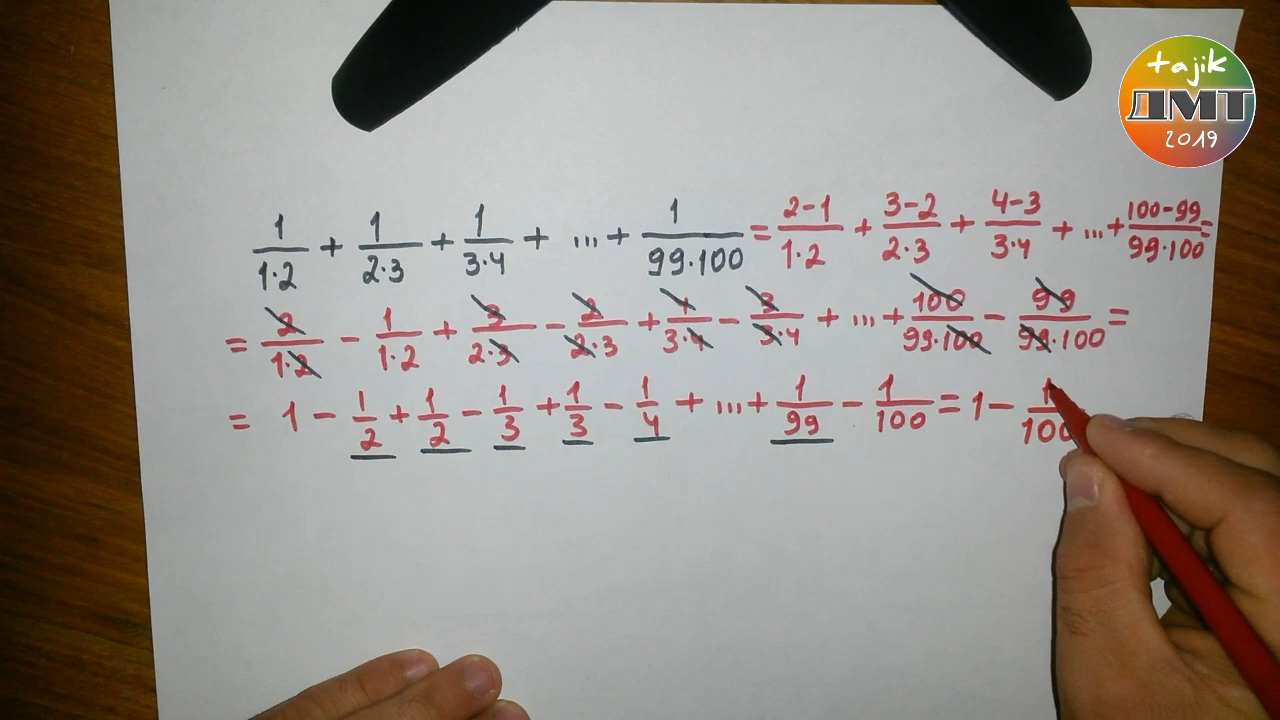 tajik
ДМТ
2019
1/(1·2) + 1/(2·3) + 1/(3·4) + ... + 1/(99·100) = (2-1)/(1·2) + (3-2)/(2·3) + (4-3)/(3·4) + ... + (100-99)/(99·100) =
= 2/(1·2) - 1/(1·2) + 3/(2·3) - 2/(2·3) + 4/(3·4) - 3/(3·4) + ... + 100/(99·100) - 99/(99·100) =
= 1 - 1/2 + 1/2 - 1/3 + 1/3 - 1/4 + ... + 1/99 - 1/100 = 1 - 1/100